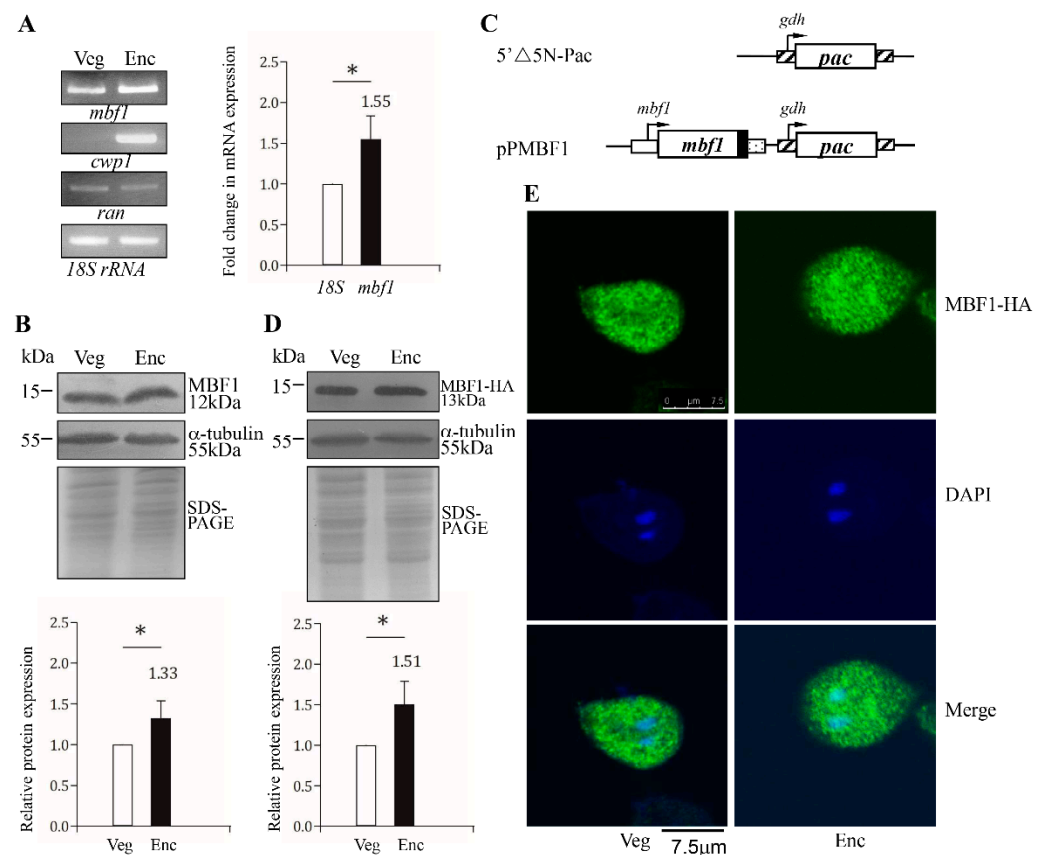 A
Veg Enc
mbf1
cwp1
ran
18S rRNA
Fold change in mRNA expression
2.5
2.0
1.5
1.0
0.5
0.0
*
1.55
18S mbf1
B
kDa
Veg Enc
15
MBF1
12kDa
55
α-tubulin
55kDa
SDS-
PAGE
Relative protein expression
2.5
2.0
1.5
1.0
0.5
0.0
*
1.33
Veg Enc
D
kDa
Veg Enc
15
MBF1-HA
13kDa
55
α-tubulin
55kDa
SDS-
PAGE
Relative protein expression
2.5
2.0
1.5
1.0
0.5
0.0
*
1.51
Veg Enc
C
5'△5N-Pac
gdh
pac
pPMBF1
mbf1
gdh
mbf1
pac
E
MBF1-HA
0 μm 7.5
DAPI
Merge
Veg
7.5μm
Enc